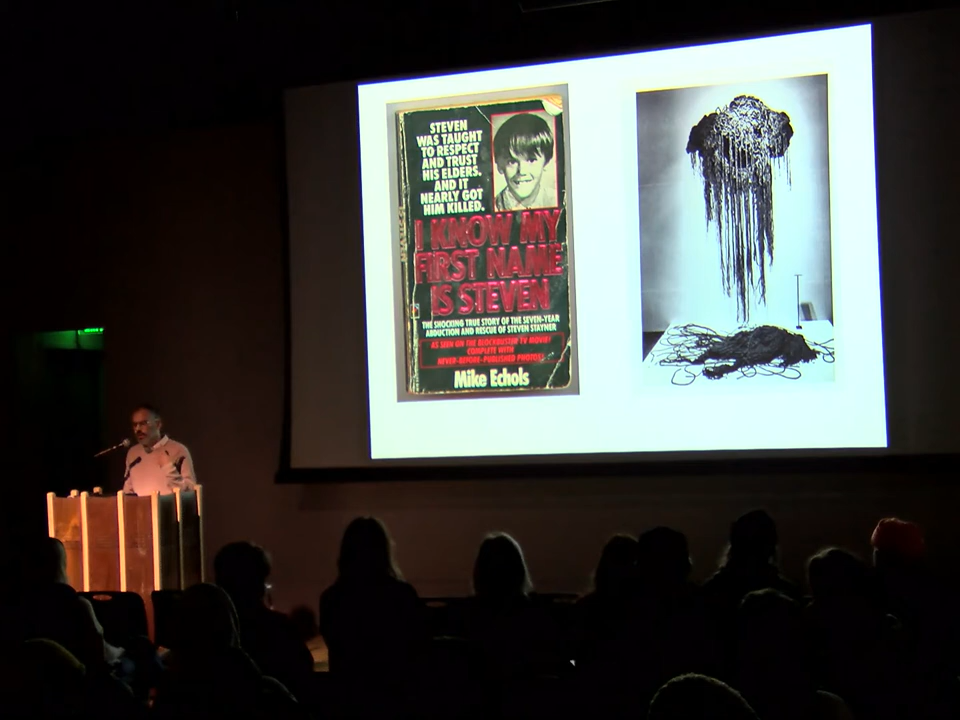 STEVEN
WAS TAUGHT
TO RESPECT
AND TRUST
HIS ELDERS.
AND IT
NEARLY GOT
HIM KILLED.
I KNOW MY
FIRST NAME
IS STEVEN
THE SHOCKING TRUE STORY OF THE SEVEN-YEAR
ABDUCTION AND RESCUE OF STEVEN STAYNER
AS SEEN ON THE BLOCKBUSTER TV MOVIE!
COMPLETE WITH
NEVER-BEFORE-PUBLISHED PHOTOS!
Mike Echols